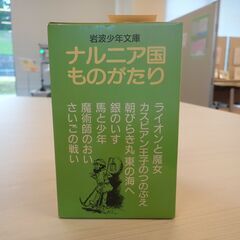 岩波少年文庫
ナルニア国
ものがたり
ライオンと魔女
カスピアン王子のつのぶえ
朝びらき丸 東の海へ
銀のいす
馬と少年
魔術師のおい
さいごの戦い